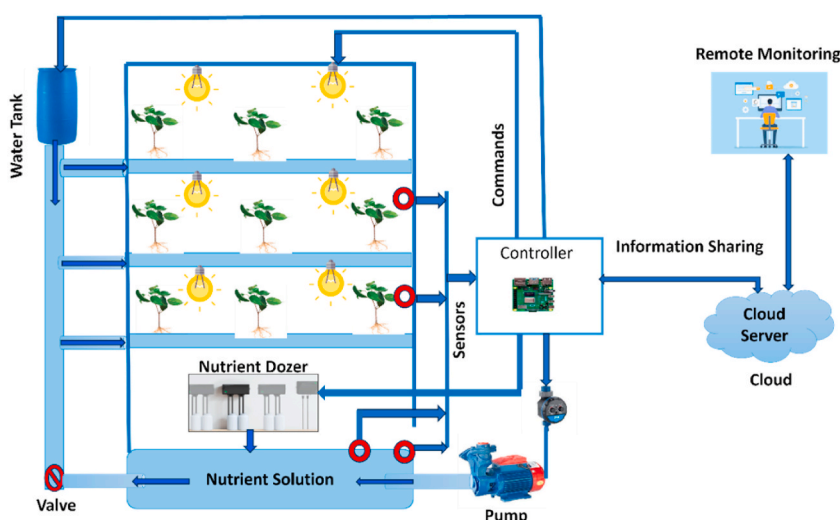 Remote Monitoring
Water Tank
Commands
Controller
Information Sharing
Sensors
Cloud
Server
Cloud
Nutrient Dozer
Nutrient Solution
Valve
Pump